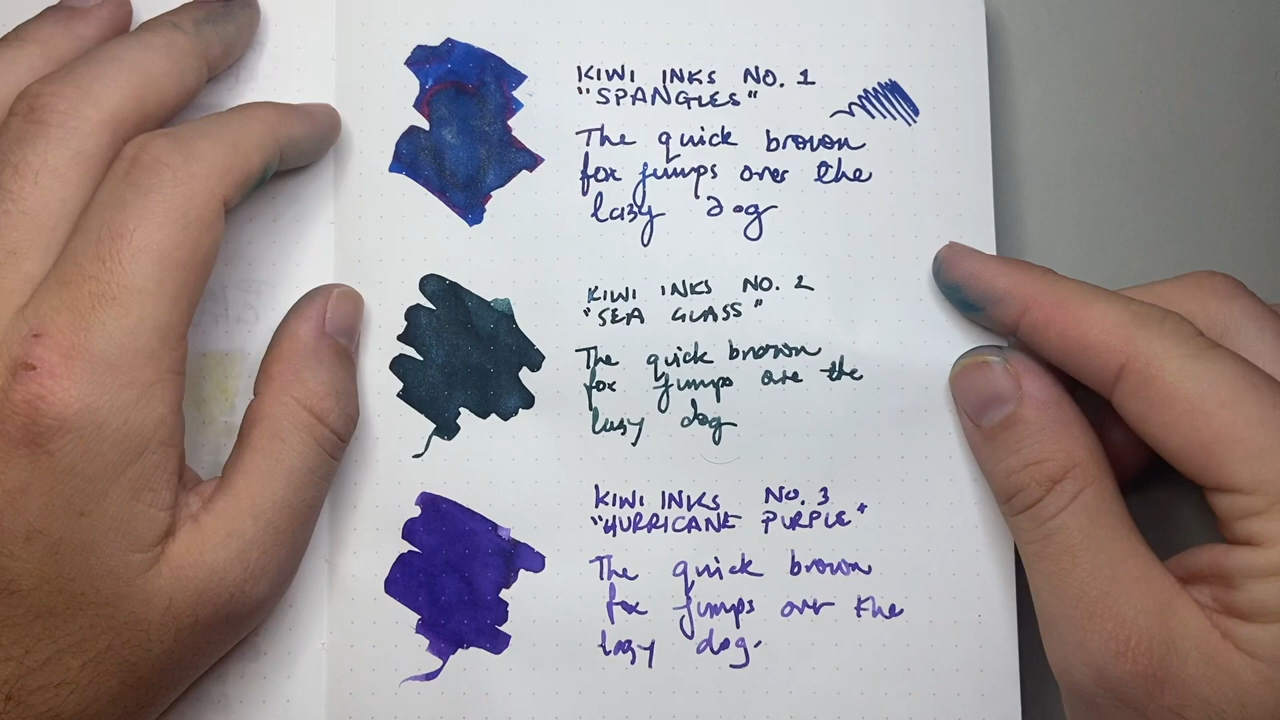 KIWI INKS NO. 1
"SPANGLES"
The quick brown
fox jumps over the
lazy dog
KIWI INKS NO. 2
"SEA GLASS"
The quick brown
fox jumps over the
lazy dog
KIWI INKS NO. 3
"HURRICANE PURPLE"
The quick brown
fox jumps over the
lazy dog.